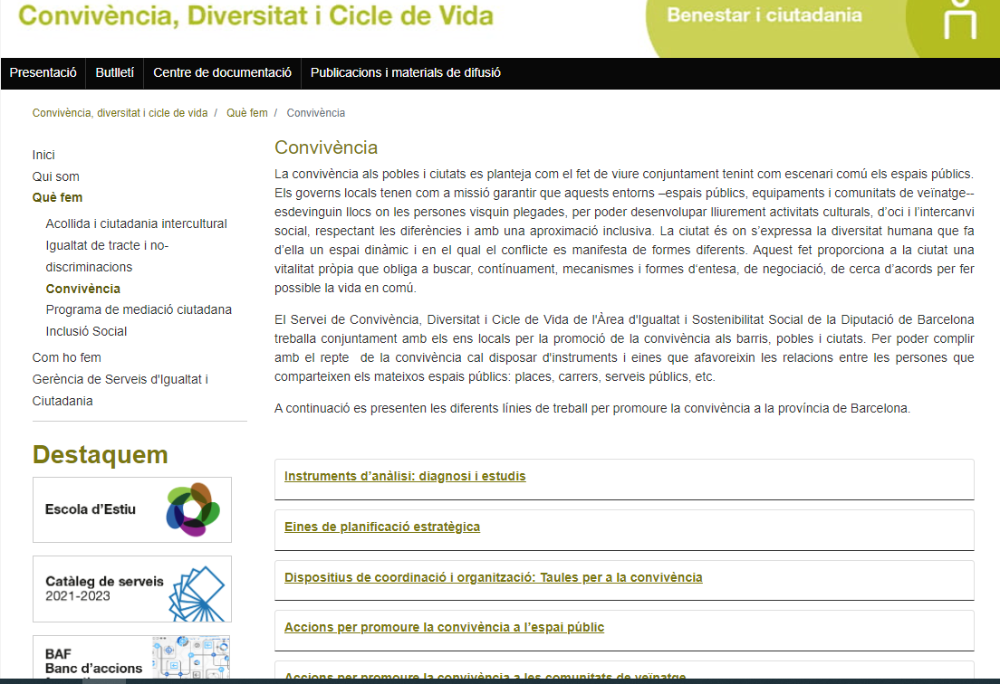 Convivència, Diversitat i Cicle de Vida
Benestar i ciutadania
Presentació
Butlletí
Centre de documentació
Publicacions i materials de difusió
Convivència, diversitat i cicle de vida / Què fem / Convivència
Inici
Qui som
Què fem
Acollida i ciutadania intercultural
Igualtat de tracte i no-
discriminacions
Convivència
Programa de mediació ciutadana
Inclusió Social
Com ho fem
Gerència de Serveis d'Igualtat i
Ciutadania
Destaquem
Escola d'Estiu
Catàleg de serveis
2021-2023
BAF
Banc d'accions
Convivència
La convivència als pobles i ciutats es planteja com el fet de viure conjuntament tenint com escenari comú els espais públics.
Els governs locals tenen com a missió garantir que aquests entorns –espais públics, equipaments i comunitats de veïnatge--
esdevinguin llocs on les persones visquin plegades, per poder desenvolupar lliurement activitats culturals, d'oci i l'intercanvi
social, respectant les diferències i amb una aproximació inclusiva. La ciutat és on s'expressa la diversitat humana que fa
d'ella un espai dinàmic i en el qual el conflicte es manifesta de formes diferents. Aquest fet proporciona a la ciutat una
vitalitat pròpia que obliga a buscar, contínuament, mecanismes i formes d'entesa, de negociació, de cerca d'acords per fer
possible la vida en comú.
El Servei de Convivència, Diversitat i Cicle de Vida de l'Àrea d'Igualtat i Sostenibilitat Social de la Diputació de Barcelona
treballa conjuntament amb els ens locals per la promoció de la convivència als barris, pobles i ciutats. Per poder complir
amb el repte de la convivència cal disposar d'instruments i eines que afavoreixin les relacions entre les persones que
comparteixen els mateixos espais públics: places, carrers, serveis públics, etc.
A continuació es presenten les diferents línies de treball per promoure la convivència a la província de Barcelona.
Instruments d'anàlisi: diagnosi i estudis
Eines de planificació estratègica
Dispositius de coordinació i organització: Taules per a la convivència
Accions per promoure la convivència a l'espai públic
Accions per promoure la convivència a les comunitats de veïnatge